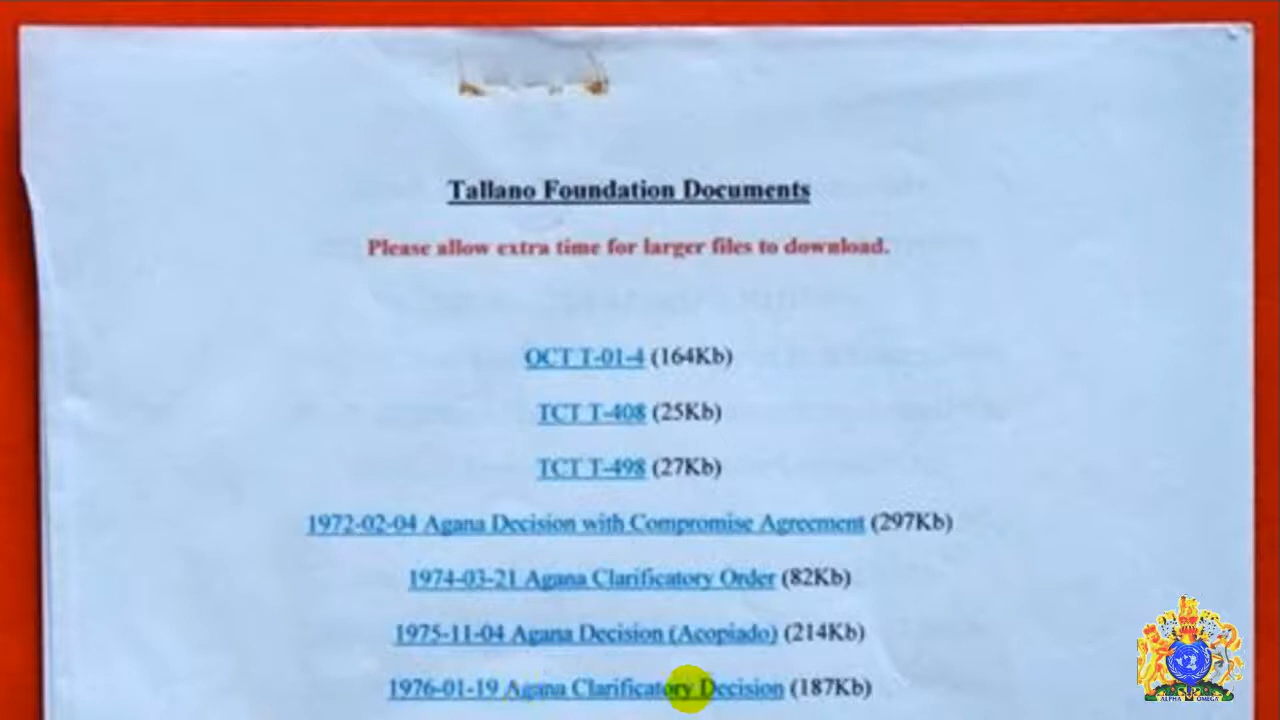 Tallano Foundation Documents
Please allow extra time for larger files to download.
OCT T-01-4 (164Kb)
TCT T-408 (25Kb)
TCT T-498 (27Kb)
1972-02-04 Agana Decision with Compromise Agreement (297Kb)
1974-03-21 Agana Clarificatory Order (82Kb)
1975-11-04 Agana Decision (Acopiado) (214Kb)
1976-01-19 Agana Clarificatory Decision (187Kb)
ALPHA OMEGA